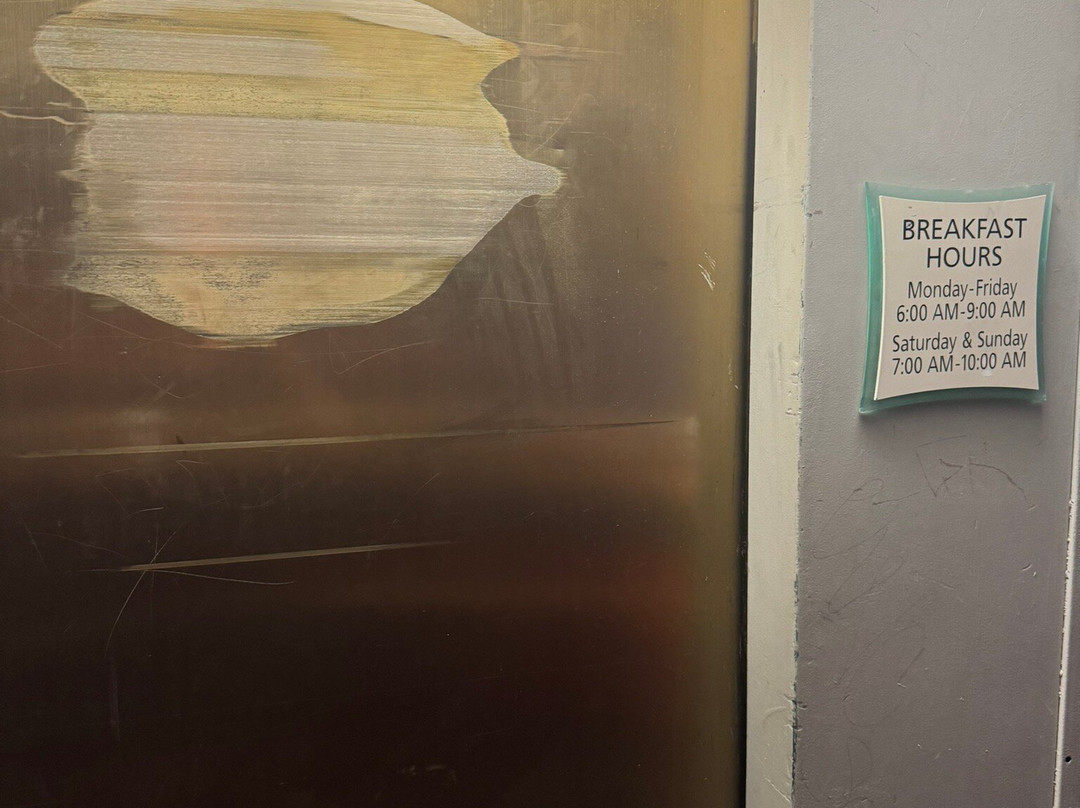 BREAKFAST
HOURS
Monday-Friday
6:00 AM-9:00 AM
Saturday & Sunday
7:00 AM-10:00 AM